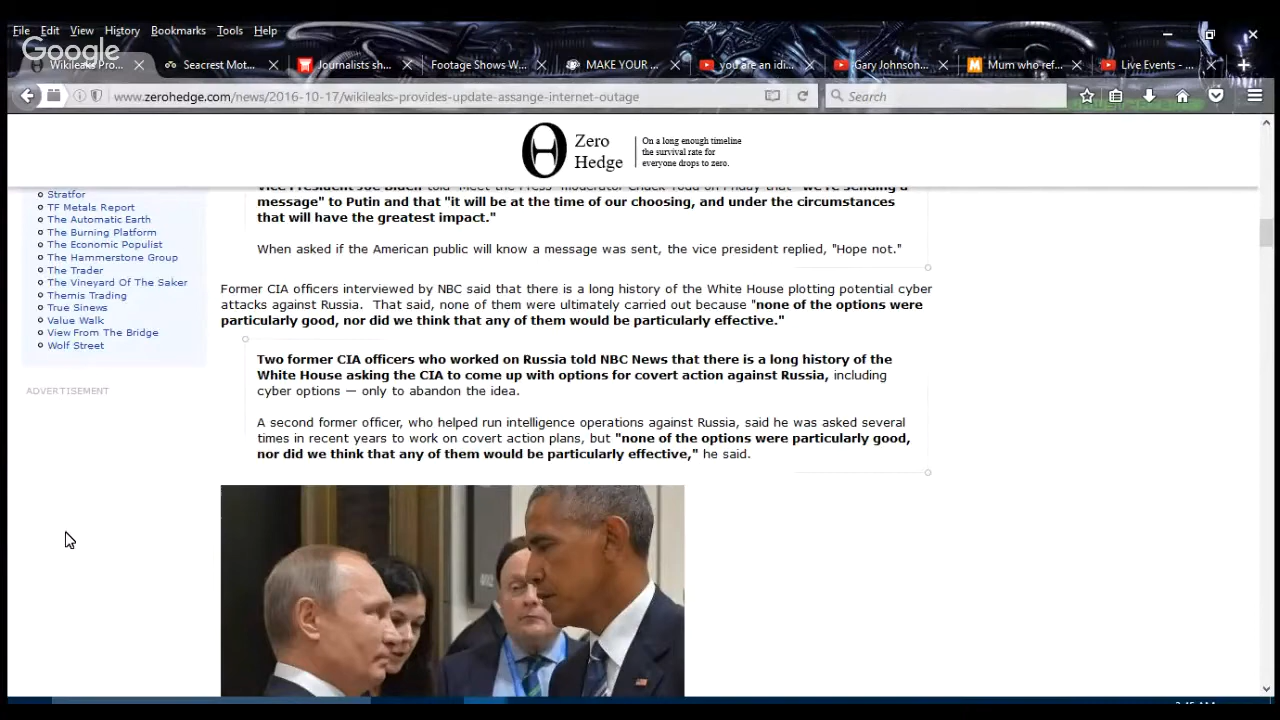 File Edit View History Bookmarks Tools Help
Google
Wikileaks Pro... Seacrest Mot... Journalists sh... Footage Shows W... MAKE YOUR ... you are an idi... Gary Johnson... Mum who ref... Live Events - ...
www.zerohedge.com/news/2016-10-17/wikileaks-provides-update-assange-internet-outage
Search
Zero
Hedge
On a long enough timeline
the survival rate for
everyone drops to zero.
Stratfor
TF Metals Report
The Automatic Earth
The Burning Platform
The Economic Populist
The Hammerstone Group
The Trader
The Vineyard Of The Saker
Themis Trading
True Sinews
Value Walk
View From The Bridge
Wolf Street
ADVERTISEMENT
Vice President Joe Biden told "Meet the Press" moderator Chuck Todd on Friday that "we're sending a
message" to Putin and that "it will be at the time of our choosing, and under the circumstances
that will have the greatest impact."
When asked if the American public will know a message was sent, the vice president replied, "Hope not."
Former CIA officers interviewed by NBC said that there is a long history of the White House plotting potential cyber
attacks against Russia. That said, none of them were ultimately carried out because "none of the options were
particularly good, nor did we think that any of them would be particularly effective."
Two former CIA officers who worked on Russia told NBC News that there is a long history of the
White House asking the CIA to come up with options for covert action against Russia, including
cyber options — only to abandon the idea.
A second former officer, who helped run intelligence operations against Russia, said he was asked several
times in recent years to work on covert action plans, but "none of the options were particularly good,
nor did we think that any of them would be particularly effective," he said.